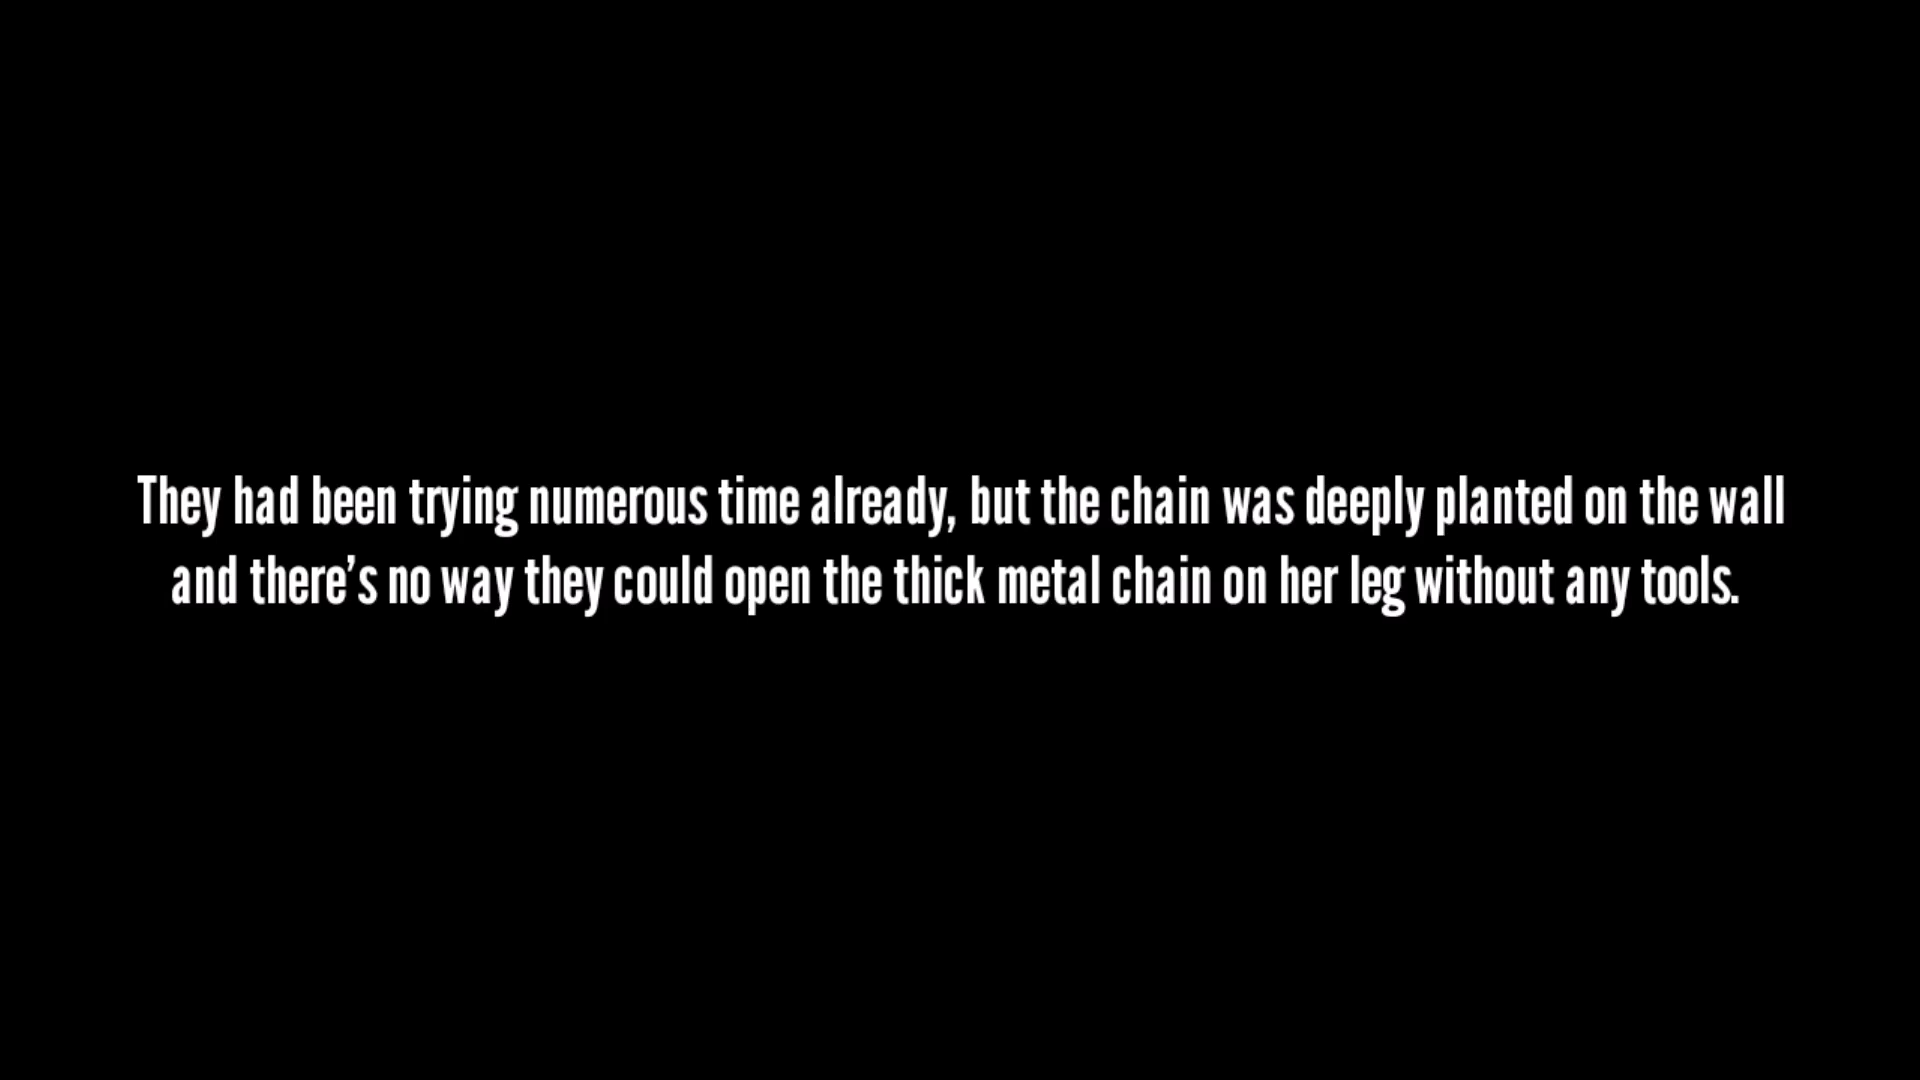 They had been trying numerous time already, but the chain was deeply planted on the wall
and there’s no way they could open the thick metal chain on her leg without any tools.